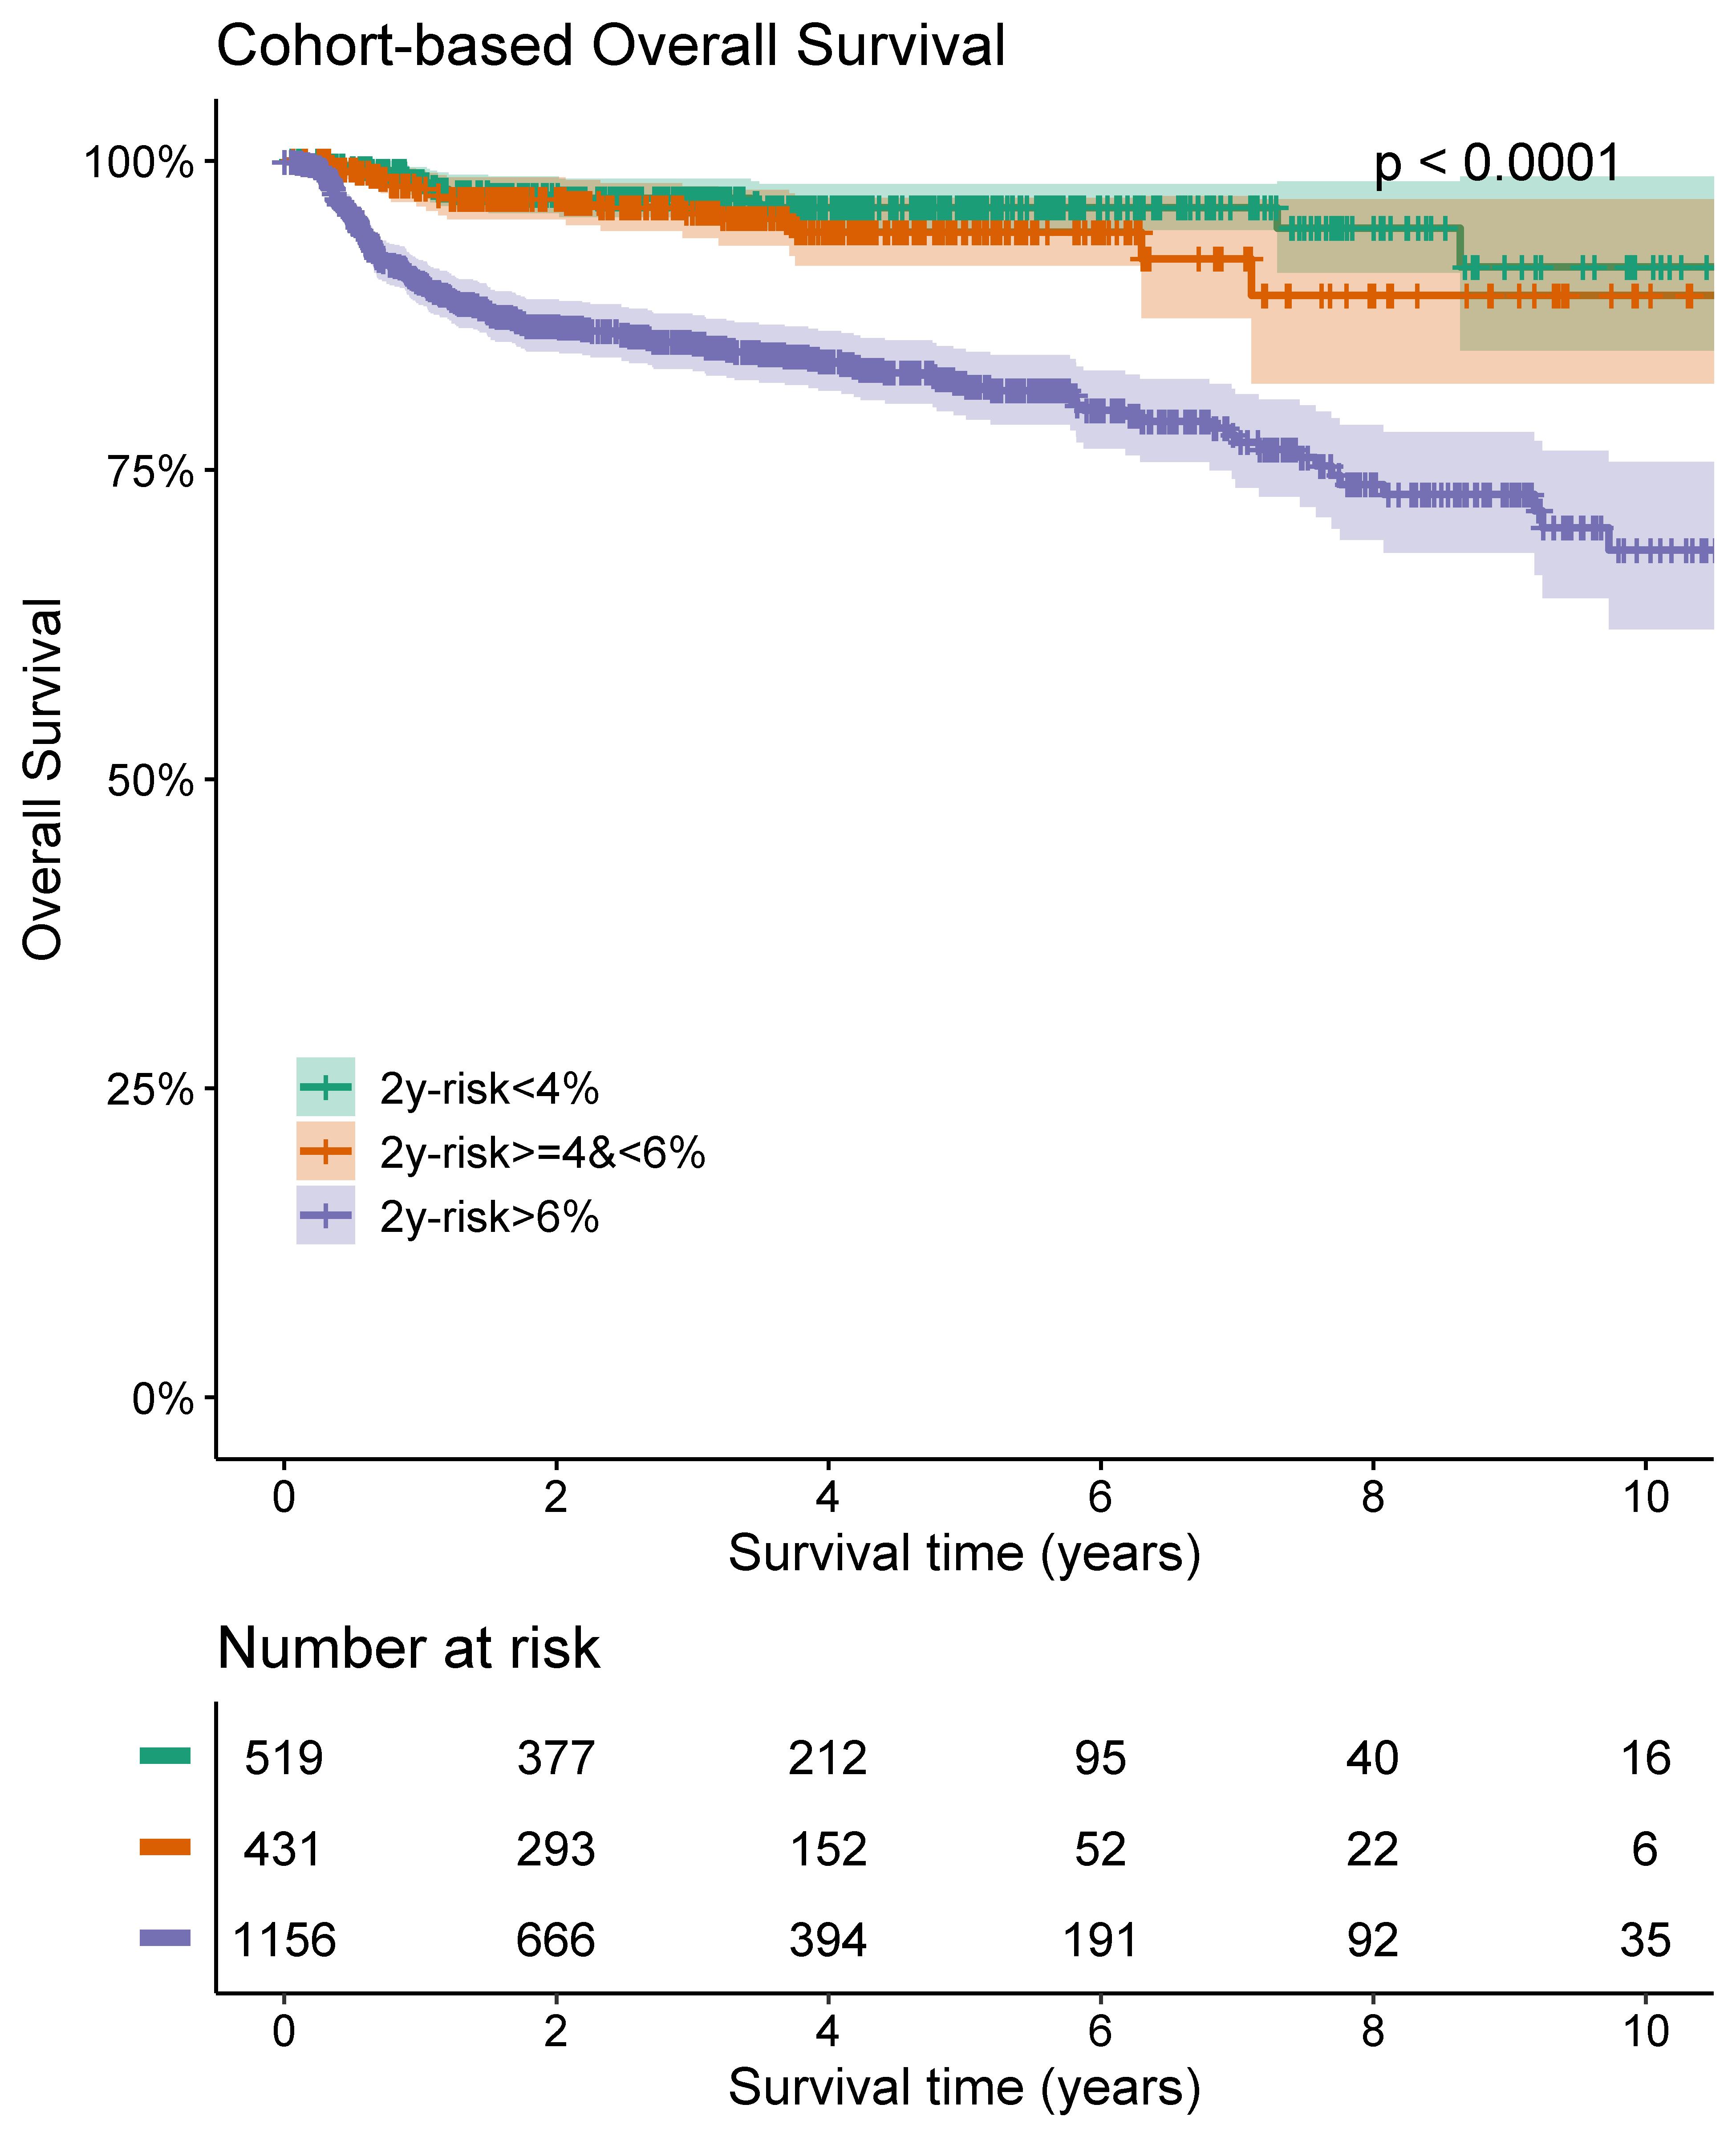 Cohort-based Overall Survival
p < 0.0001
100%
75%
50%
25%
0%
Overall Survival
2y-risk<4%
2y-risk>=4&<6%
2y-risk>6%
0 2 4 6 8 10
Survival time (years)
Number at risk
519 377 212 95 40 16
431 293 152 52 22 6
1156 666 394 191 92 35
0 2 4 6 8 10
Survival time (years)